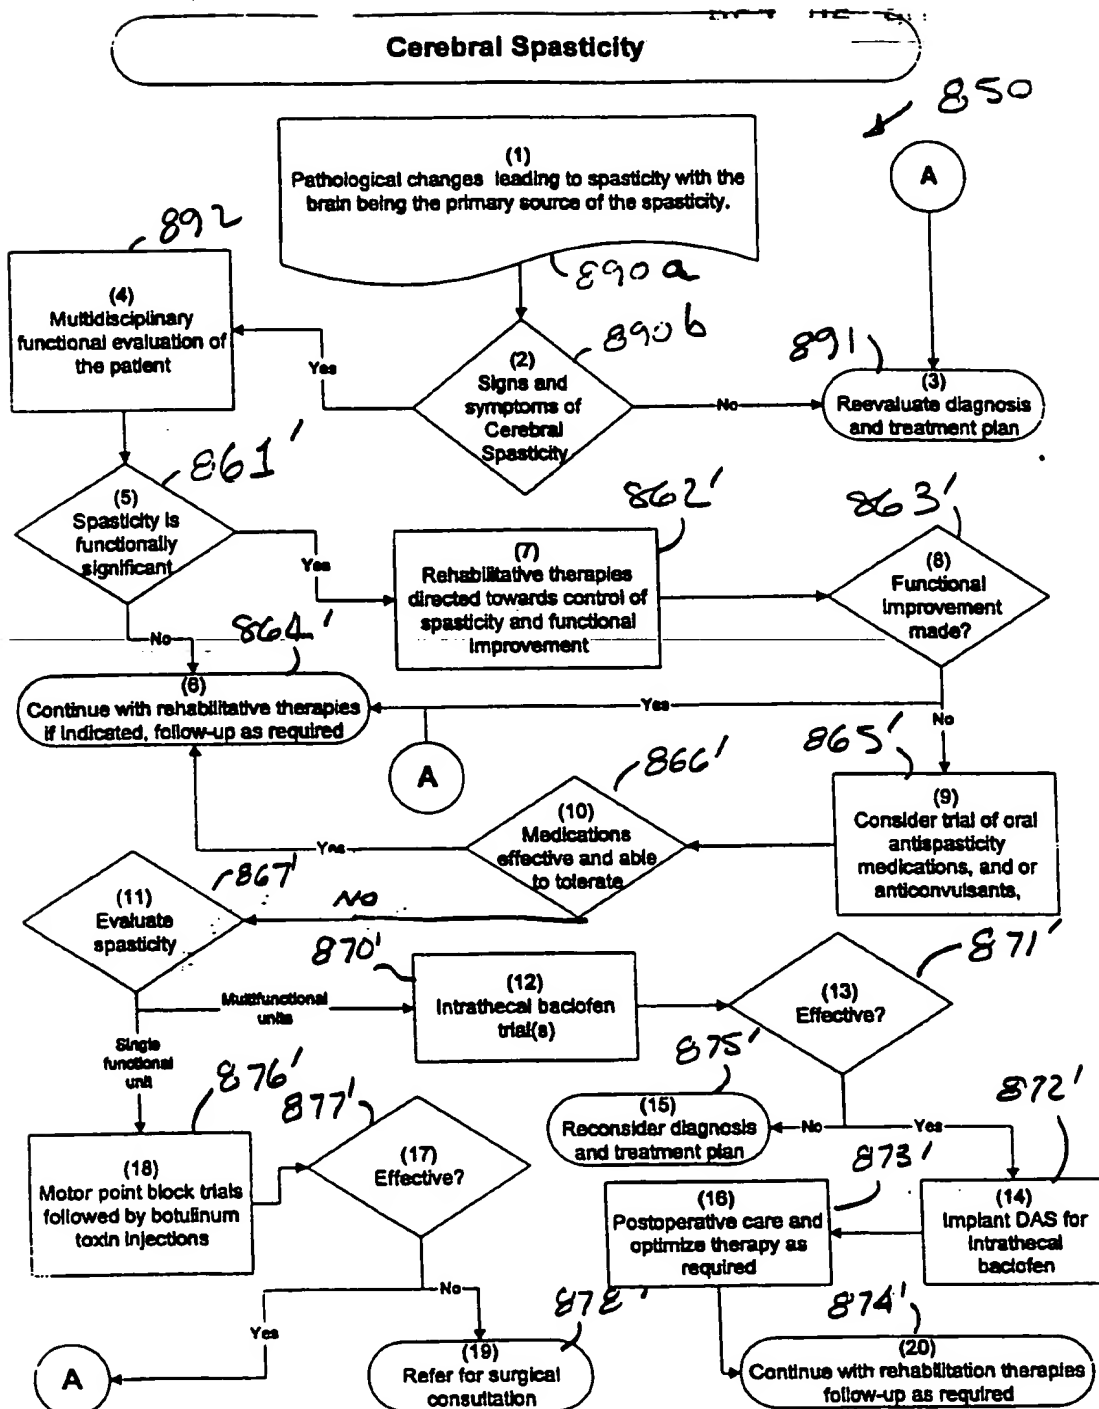 Cerebral Spasticity
850
A
(1)
Pathological changes leading to spasticity with the
brain being the primary source of the spasticity.
890a
892
(4)
Multidisciplinary
functional evaluation of
the patient
Yes
890b
(2)
Signs and
symptoms of
Cerebral
Spasticity
No
891
(3)
Reevaluate diagnosis
and treatment plan
861'
(5)
Spasticity is
functionally
significant
Yes
No
862'
(7)
Rehabilitative therapies
directed towards control of
spasticity and functional
improvement
863'
(8)
Functional
improvement
made?
Yes
No
864'
(6)
Continue with rehabilitative therapies
if indicated, follow-up as required
A
865'
(9)
Consider trial of oral
antispasticity
medications, and or
anticonvulsants,
866'
(10)
Medications
effective and able
to tolerate
Yes
NO
867'
(11)
Evaluate
spasticity
Multifunctional
units
Single
functional
unit
870'
(12)
Intrathecal baclofen
trial(s)
871'
(13)
Effective?
No
Yes
875'
(15)
Reconsider diagnosis
and treatment plan
872'
(14)
Implant DAS for
intrathecal
baclofen
873'
(16)
Postoperative care and
optimize therapy as
required
876'
(18)
Motor point block trials
followed by botulinum
toxin injections
877'
(17)
Effective?
Yes
No
A
878'
(19)
Refer for surgical
consultation
874'
(20)
Continue with rehabilitation therapies
follow-up as required